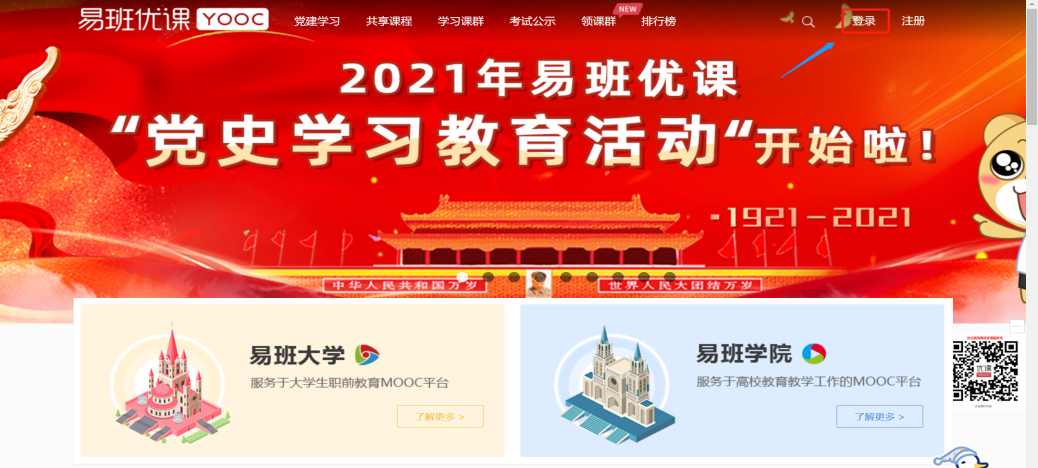 易班优课 YOOC 党建学习 共享课程 学习课群 考试公示 领课群 NEW 排行榜 登录 注册
2021年易班优课
“党史学习教育活动“开始啦！
1921-2021
中华人民共和国万岁 世界人民大团结万岁
易班大学
服务于大学生职前教育MOOC平台
了解更多 >
易班学院
服务于高校教育教学工作的MOOC平台
了解更多 >
优课